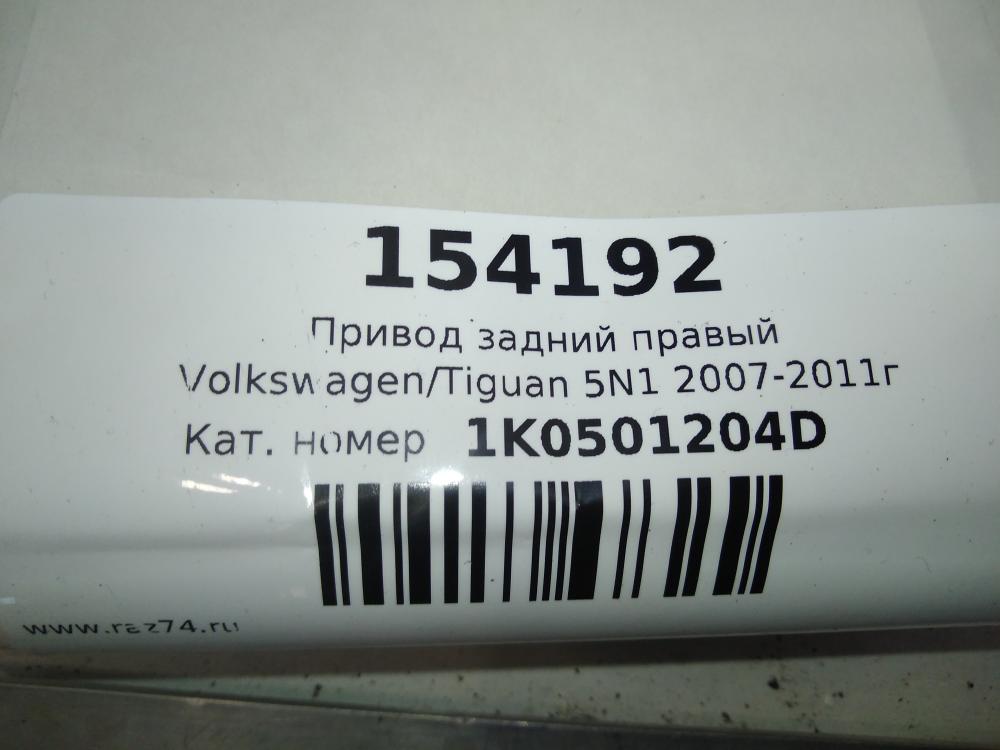 154192
Привод задний правый
Volkswagen/Tiguan 5N1 2007-2011г
Кат. номер 1K0501204D
www.raz74.ru